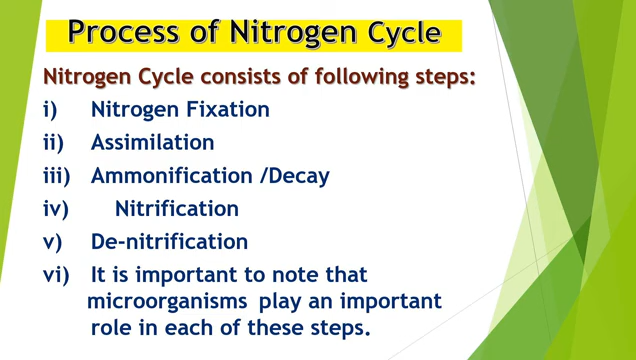 Process of Nitrogen Cycle
Nitrogen Cycle consists of following steps:
i) Nitrogen Fixation
ii) Assimilation
iii) Ammonification /Decay
iv) Nitrification
v) De-nitrification
vi) It is important to note that
microorganisms play an important
role in each of these steps.